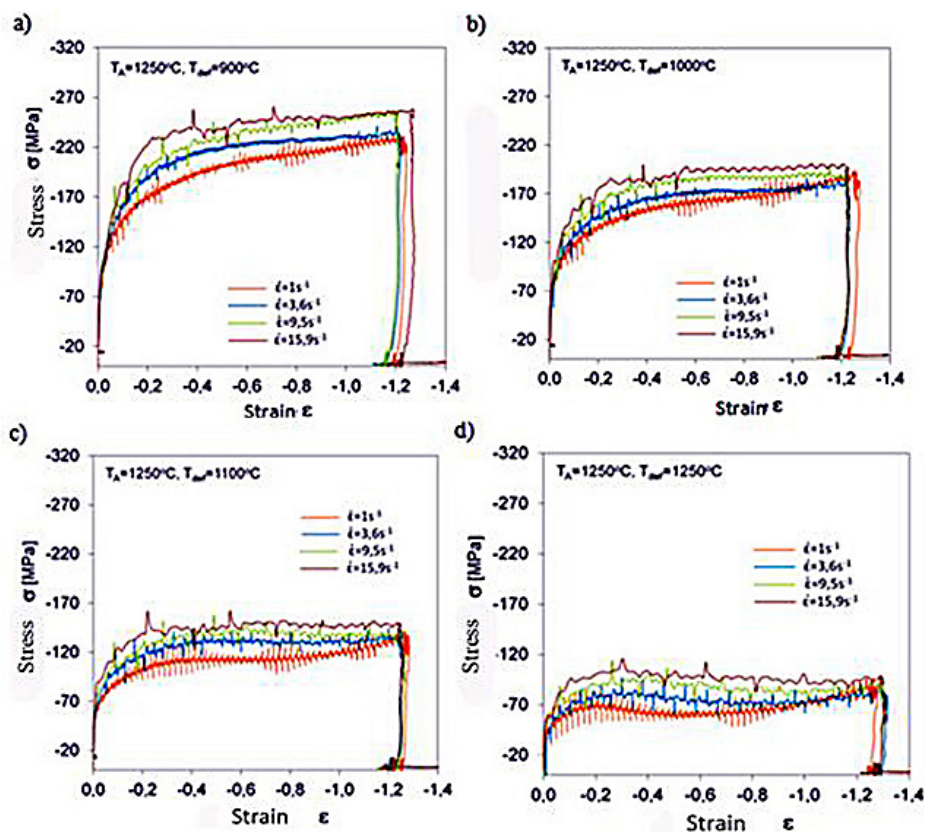 a)
-320
T_A=1250°C, T_def=900°C
-270
-220
-170
-120
-70
-20
Stress σ [MPa]
ε̇=1s⁻¹
ε̇=3,6s⁻¹
ε̇=9,5s⁻¹
ε̇=15,9s⁻¹
0,0 -0,2 -0,4 -0,6 -0,8 -1,0 -1,2 -1,4
Strain ε
b)
-320
T_A=1250°C, T_def=1000°C
-270
-220
-170
-120
-70
-20
Stress σ [MPa]
ε̇=1s⁻¹
ε̇=3,6s⁻¹
ε̇=9,5s⁻¹
ε̇=15,9s⁻¹
0,0 -0,2 -0,4 -0,6 -0,8 -1,0 -1,2 -1,4
Strain ε
c)
-320
T_A=1250°C, T_def=1100°C
-270
-220
-170
-120
-70
-20
Stress σ [MPa]
ε̇=1s⁻¹
ε̇=3,6s⁻¹
ε̇=9,5s⁻¹
ε̇=15,9s⁻¹
0,0 -0,2 -0,4 -0,6 -0,8 -1,0 -1,2 -1,4
Strain ε
d)
-320
T_A=1250°C, T_def=1250°C
-270
-220
-170
-120
-70
-20
Stress σ [MPa]
ε̇=1s⁻¹
ε̇=3,6s⁻¹
ε̇=9,5s⁻¹
ε̇=15,9s⁻¹
0,0 -0,2 -0,4 -0,6 -0,8 -1,0 -1,2 -1,4
Strain ε